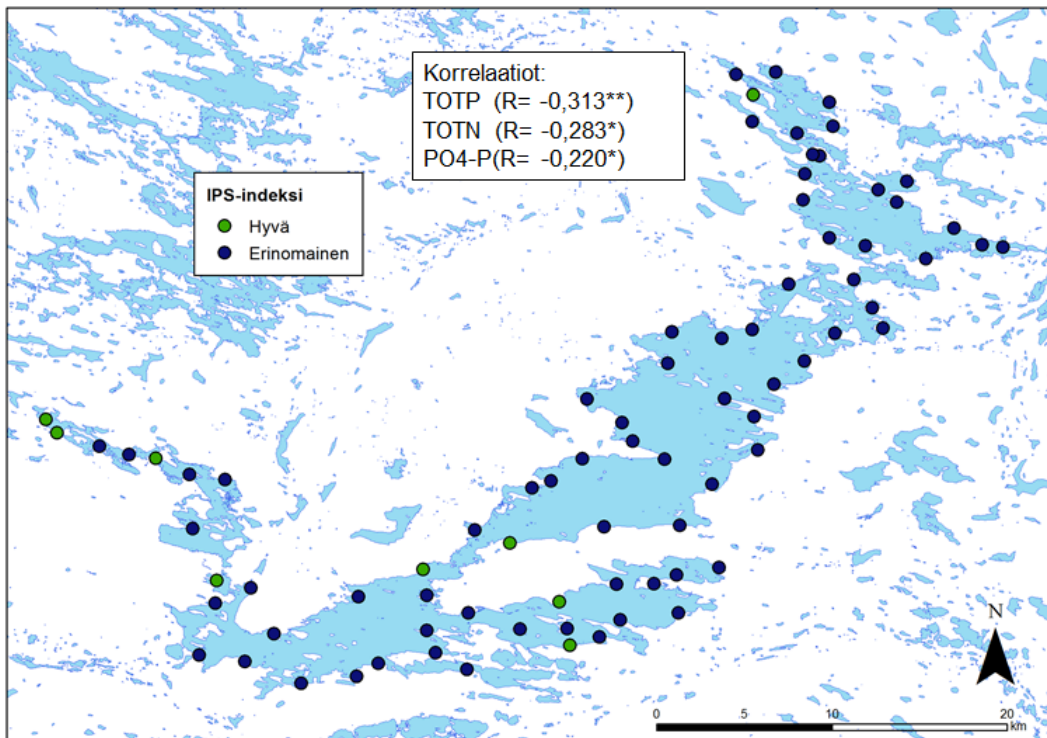 Korrelaatiot:
TOTP (R= -0,313**)
TOTN (R= -0,283*)
PO4-P(R= -0,220*)
IPS-indeksi
Hyvä
Erinomainen
N
0 5 10 20
km